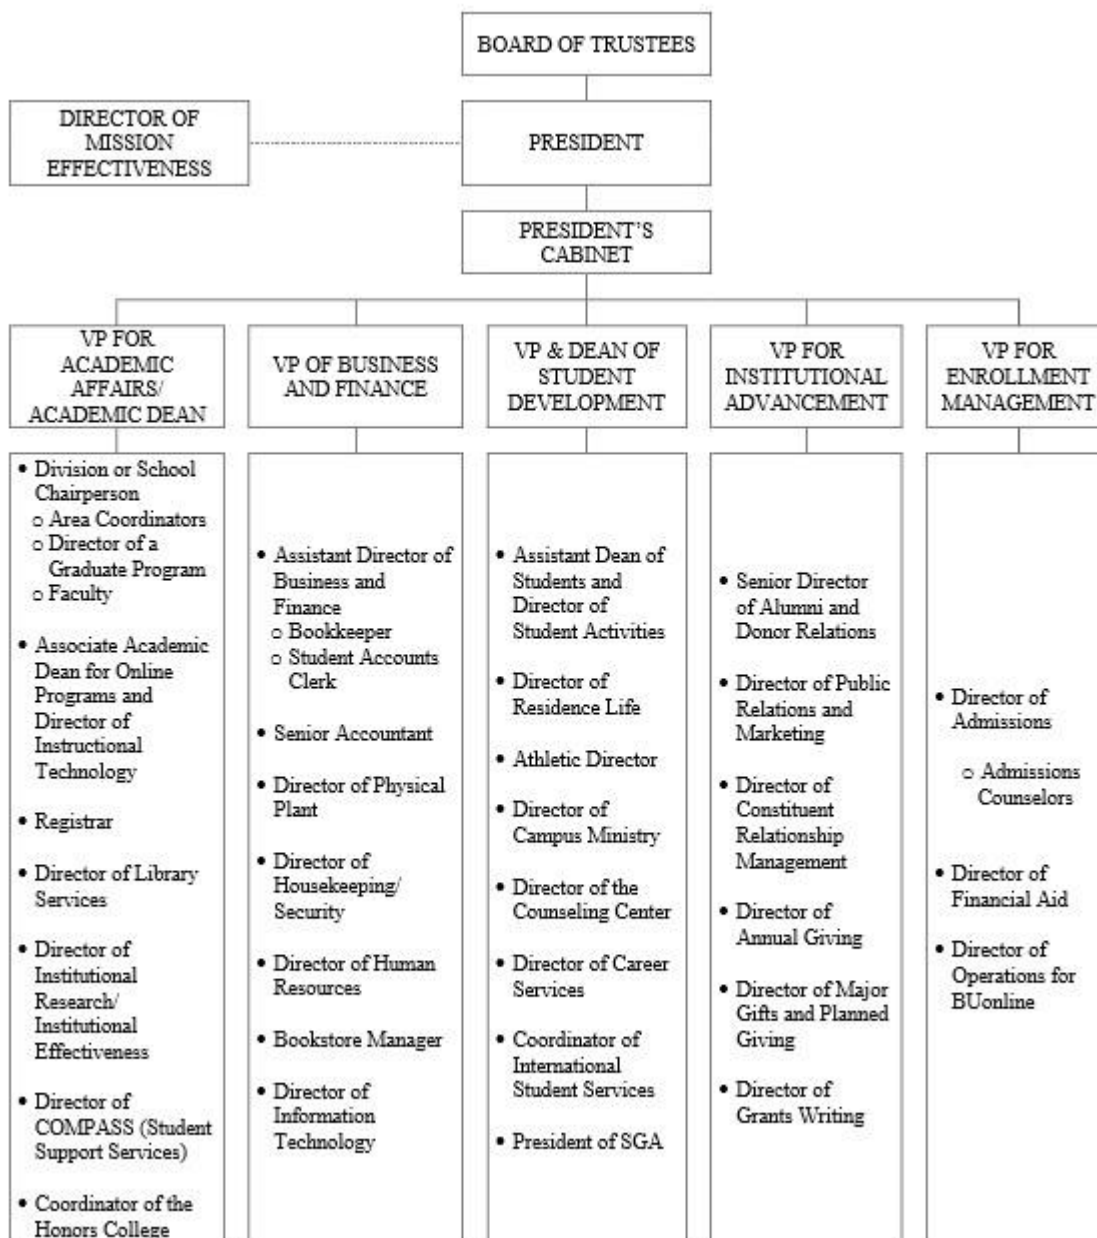 BOARD OF TRUSTEES
DIRECTOR OF
MISSION
EFFECTIVENESS
PRESIDENT
PRESIDENT'S
CABINET
VP FOR
ACADEMIC
AFFAIRS/
ACADEMIC DEAN
VP OF BUSINESS
AND FINANCE
VP & DEAN OF
STUDENT
DEVELOPMENT
VP FOR
INSTITUTIONAL
ADVANCEMENT
VP FOR
ENROLLMENT
MANAGEMENT
• Division or School
Chairperson
o Area Coordinators
o Director of a
Graduate Program
o Faculty
• Associate Academic
Dean for Online
Programs and
Director of
Instructional
Technology
• Registrar
• Director of Library
Services
• Director of
Institutional
Research/
Institutional
Effectiveness
• Director of
COMPASS (Student
Support Services)
• Coordinator of the
Honors College
• Assistant Director of
Business and
Finance
o Bookkeeper
o Student Accounts
Clerk
• Senior Accountant
• Director of Physical
Plant
• Director of
Housekeeping/
Security
• Director of Human
Resources
• Bookstore Manager
• Director of
Information
Technology
• Assistant Dean of
Students and
Director of
Student Activities
• Director of
Residence Life
• Athletic Director
• Director of
Campus Ministry
• Director of the
Counseling Center
• Director of Career
Services
• Coordinator of
International
Student Services
• President of SGA
• Senior Director
of Alumni and
Donor Relations
• Director of Public
Relations and
Marketing
• Director of
Constituent
Relationship
Management
• Director of
Annual Giving
• Director of Major
Gifts and Planned
Giving
• Director of
Grants Writing
• Director of
Admissions
o Admissions
Counselors
• Director of
Financial Aid
• Director of
Operations for
BUonline